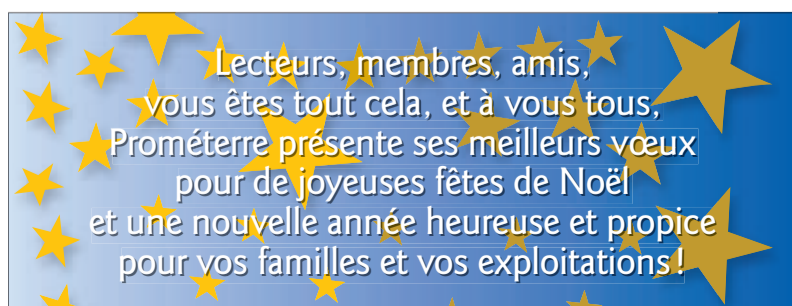 Lecteurs, membres, amis,
vous êtes tout cela, et à vous tous,
Prométerre présente ses meilleurs vœux
pour de joyeuses fêtes de Noël
et une nouvelle année heureuse et propice
pour vos familles et vos exploitations !